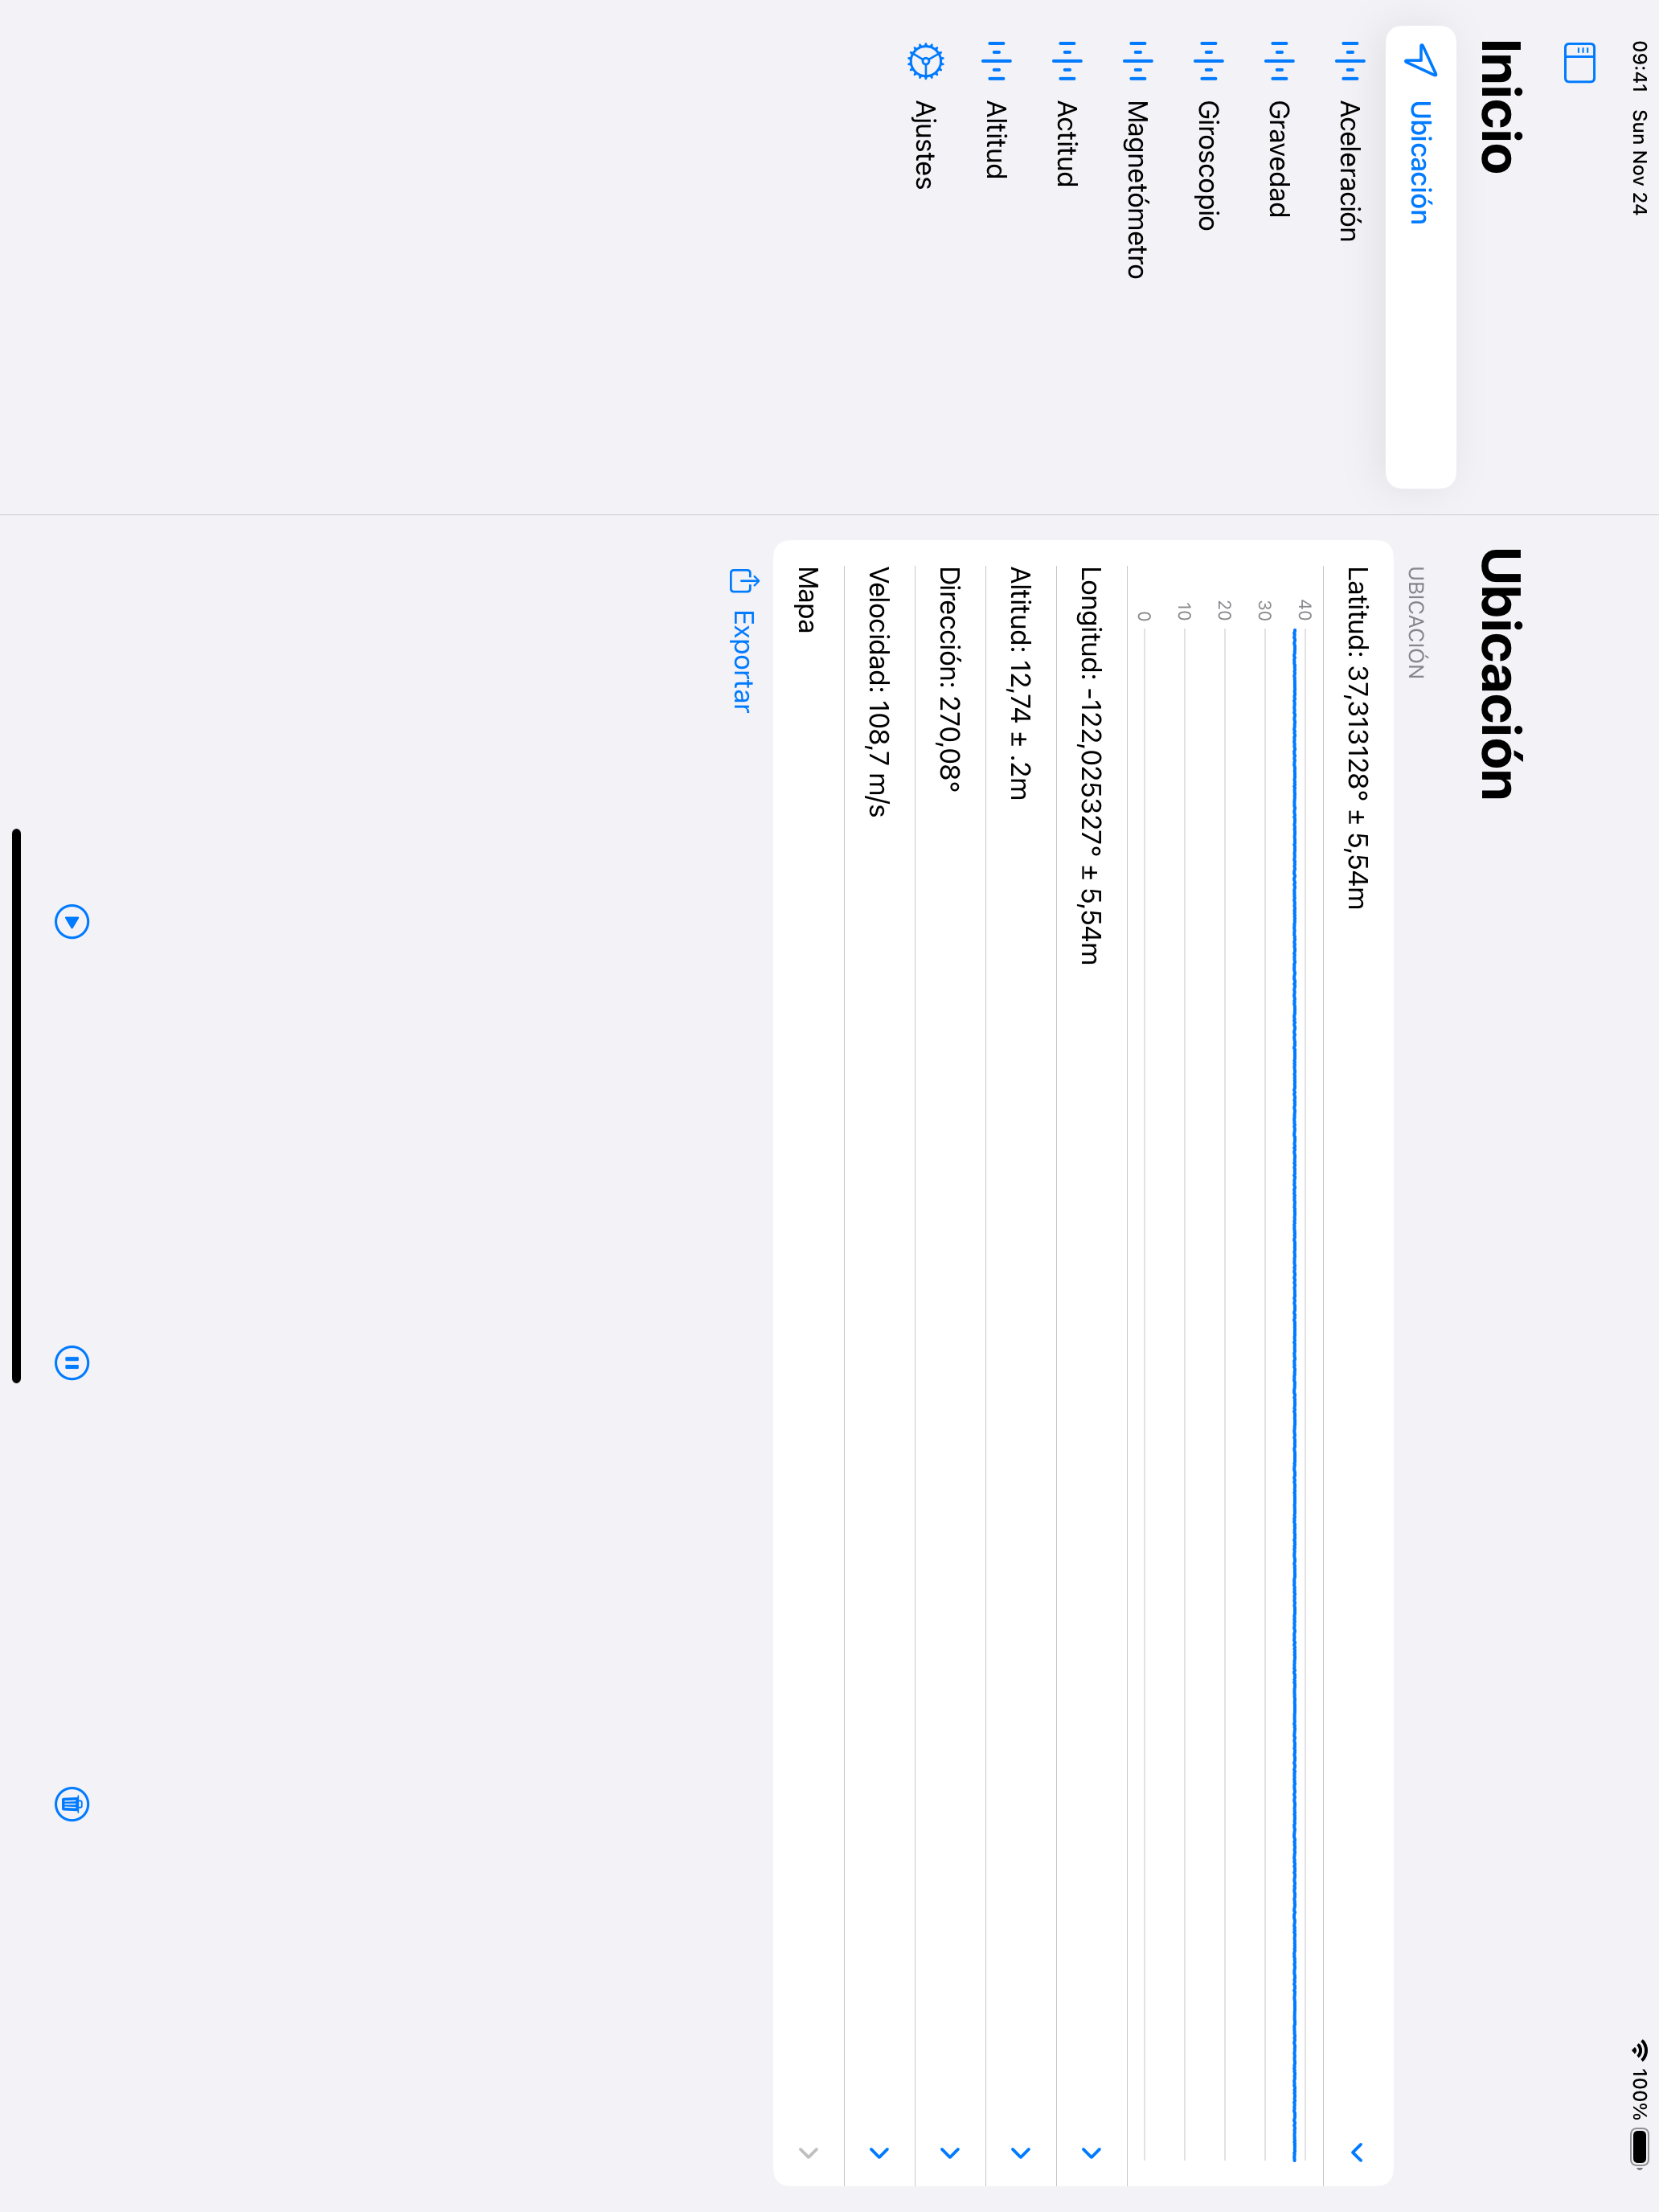 09:41 Sun Nov 24
100%
Inicio
Ubicación
Aceleración
Gravedad
Giroscopio
Magnetómetro
Actitud
Altitud
Ajustes
Ubicación
UBICACIÓN
Latitud: 37,313128° ± 5,54m
40
30
20
10
0
Longitud: -122,025327° ± 5,54m
Altitud: 12,74 ± .2m
Dirección: 270,08°
Velocidad: 108,7 m/s
Mapa
Exportar